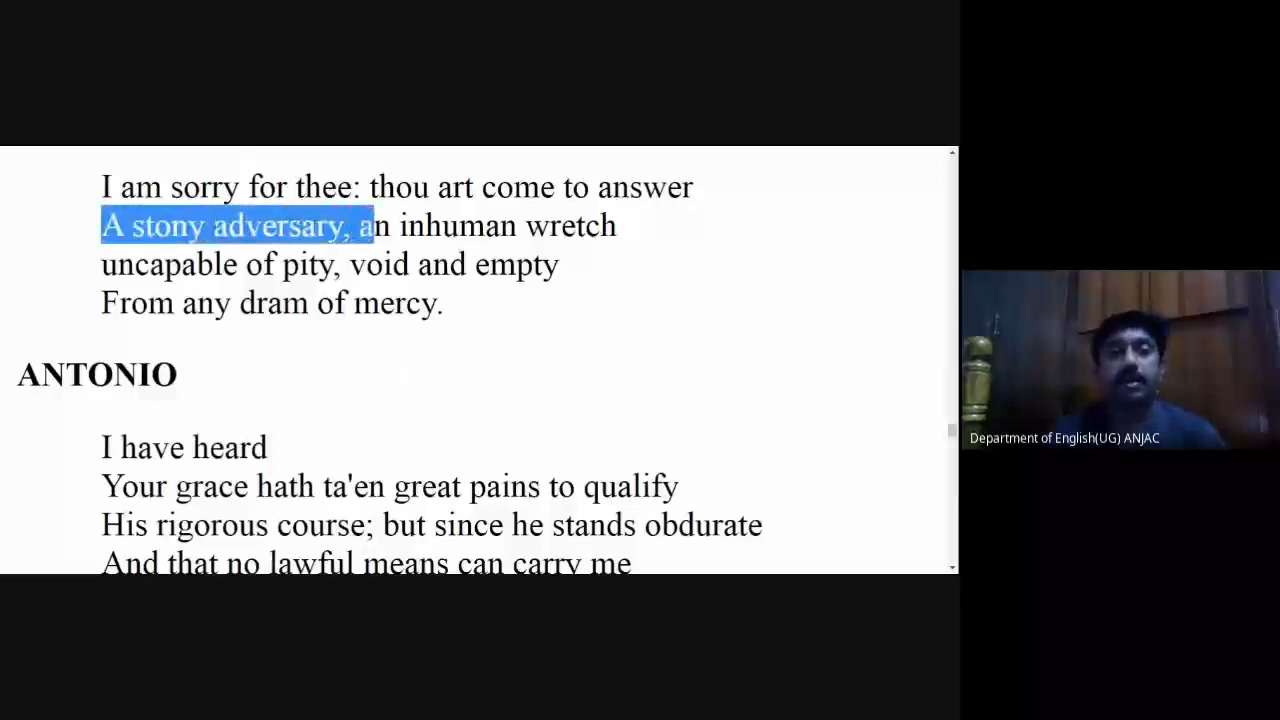 I am sorry for thee: thou art come to answer
A stony adversary, an inhuman wretch
uncapable of pity, void and empty
From any dram of mercy.
ANTONIO
I have heard
Your grace hath ta'en great pains to qualify
His rigorous course; but since he stands obdurate
And that no lawful means can carry me
Department of English(UG) ANJAC